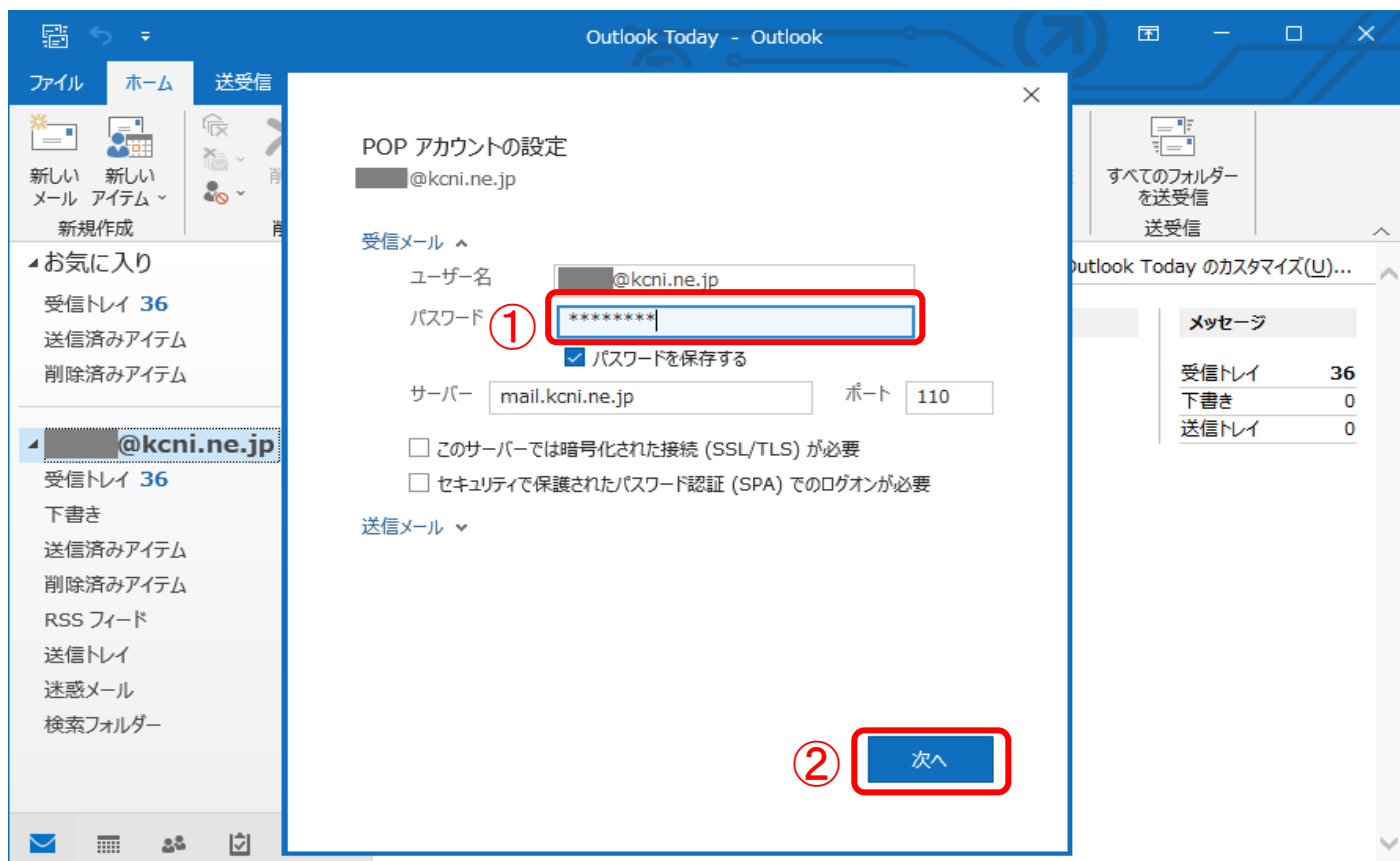 Outlook Today - Outlook
ファイル ホーム 送受信
新しい メール
新しい アイテム
新規作成
すべてのフォルダー を送受信
送受信
お気に入り
受信トレイ 36
送信済みアイテム
削除済みアイテム
@kcni.ne.jp
受信トレイ 36
下書き
送信済みアイテム
削除済みアイテム
RSS フィード
送信トレイ
迷惑メール
検索フォルダー
POP アカウントの設定
@kcni.ne.jp
受信メール
ユーザー名 @kcni.ne.jp
パスワード ① ********
パスワードを保存する
サーバー mail.kcni.ne.jp ポート 110
このサーバーでは暗号化された接続 (SSL/TLS) が必要
セキュリティで保護されたパスワード認証 (SPA) でのログオンが必要
送信メール
② 次へ
Outlook Today のカスタマイズ(U)...
メッセージ
受信トレイ 36
下書き 0
送信トレイ 0